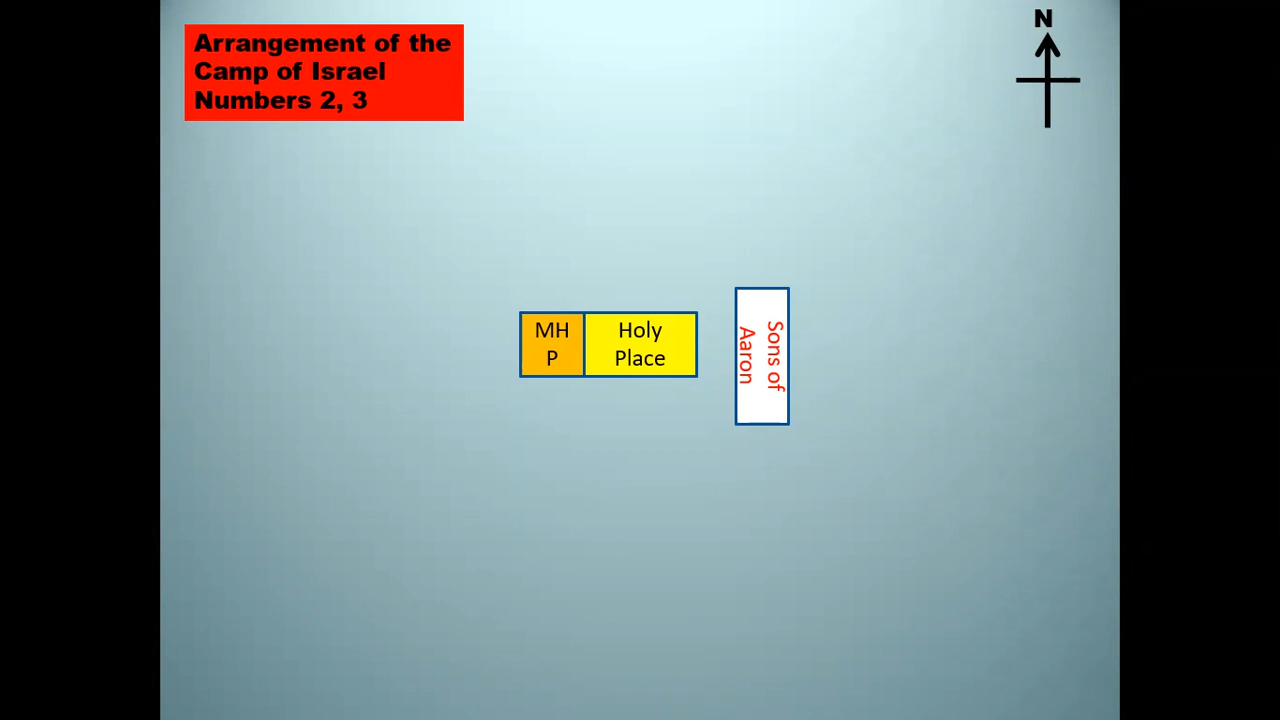 Arrangement of the
Camp of Israel
Numbers 2, 3
N
MH
P
Holy
Place
Sons of
Aaron